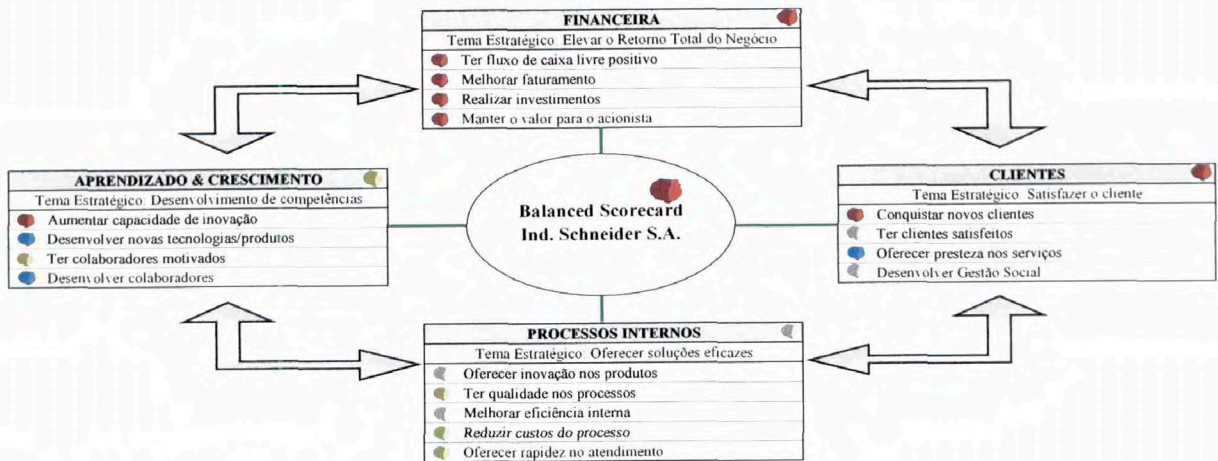 FINANCEIRA
Tema Estratégico: Elevar o Retorno Total do Negócio
Ter fluxo de caixa livre positivo
Melhorar faturamento
Realizar investimentos
Manter o valor para o acionista
APRENDIZADO & CRESCIMENTO
Tema Estratégico: Desenvolvimento de competências
Aumentar capacidade de inovação
Desenvolver novas tecnologias/produtos
Ter colaboradores motivados
Desenvolver colaboradores
Balanced Scorecard
Ind. Schneider S.A.
CLIENTES
Tema Estratégico: Satisfazer o cliente
Conquistar novos clientes
Ter clientes satisfeitos
Oferecer presteza nos serviços
Desenvolver Gestão Social
PROCESSOS INTERNOS
Tema Estratégico: Oferecer soluções eficazes
Oferecer inovação nos produtos
Ter qualidade nos processos
Melhorar eficiência interna
Reduzir custos do processo
Oferecer rapidez no atendimento